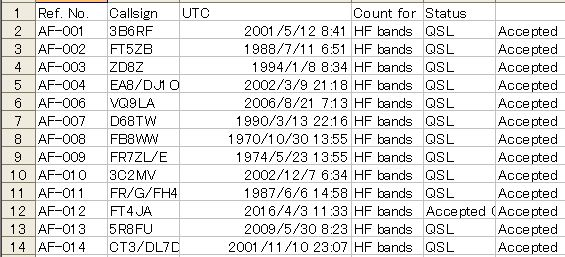 1 Ref. No. Callsign UTC Count for Status
2 AF-001 3B6RF 2001/5/12 8:41 HF bands QSL Accepted
3 AF-002 FT5ZB 1988/7/11 6:51 HF bands QSL Accepted
4 AF-003 ZD8Z 1994/1/8 8:34 HF bands QSL Accepted
5 AF-004 EA8/DJ1O 2002/3/9 21:18 HF bands QSL Accepted
6 AF-006 VQ9LA 2006/8/21 7:13 HF bands QSL Accepted
7 AF-007 D68TW 1990/3/13 22:16 HF bands QSL Accepted
8 AF-008 FB8WW 1970/10/30 13:55 HF bands QSL Accepted
9 AF-009 FR7ZL/E 1974/5/23 13:55 HF bands QSL Accepted
10 AF-010 3C2MV 2002/12/7 6:34 HF bands QSL Accepted
11 AF-011 FR/G/FH4 1987/6/6 14:58 HF bands QSL Accepted
12 AF-012 FT4JA 2016/4/3 11:33 HF bands Accepted ( Accepted
13 AF-013 5R8FU 2009/5/30 8:23 HF bands QSL Accepted
14 AF-014 CT3/DL7D 2001/11/10 23:07 HF bands QSL Accepted